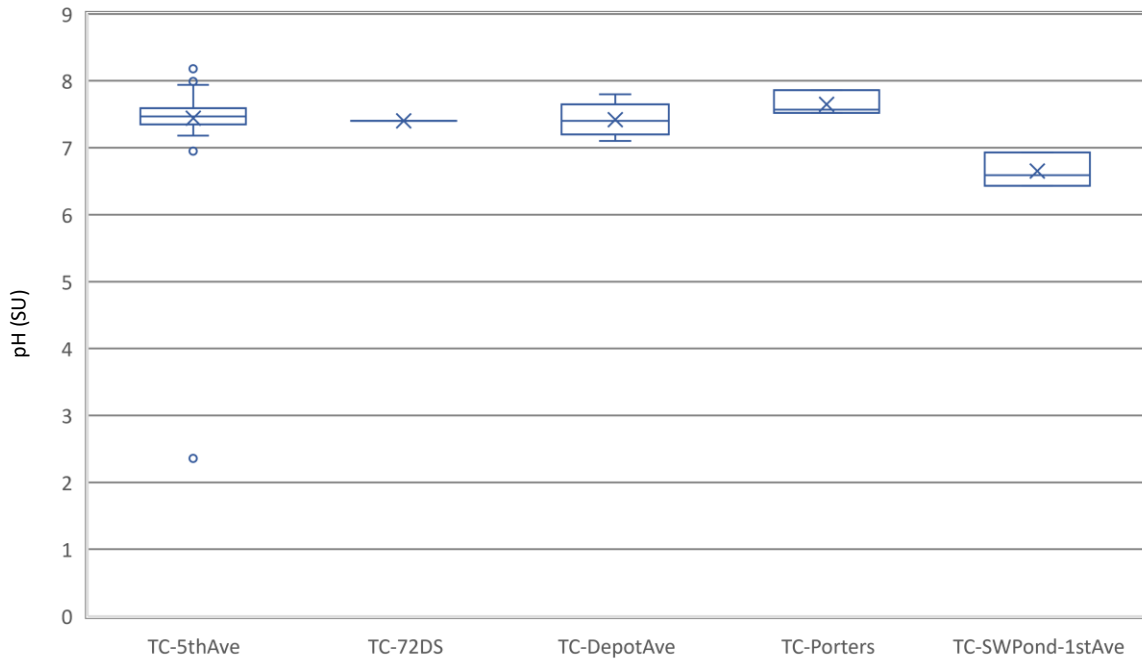 9
8
7
6
5
4
3
2
1
0
pH (SU)
TC-5thAve
TC-72DS
TC-DepotAve
TC-Porters
TC-SWPond-1stAve